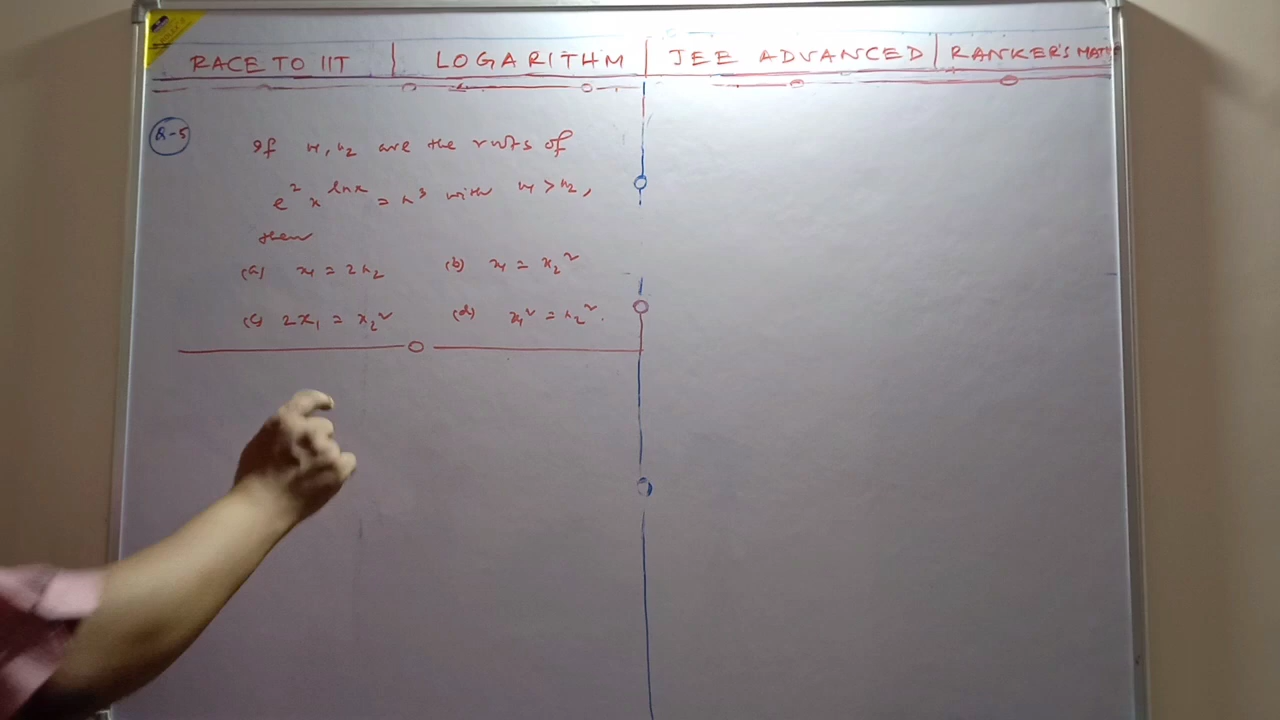 RACE TO IIT | LOGARITHM | JEE ADVANCED | RANKER'S MATHS
Q-5
If x₁, x₂ are the roots of
e² x^(ln x) = x³ with x₁ > x₂,
then
(a) x₁ = 2x₂ (b) x₁ = x₂²
(c) 2x₁ = x₂² (d) x₁² = x₂².